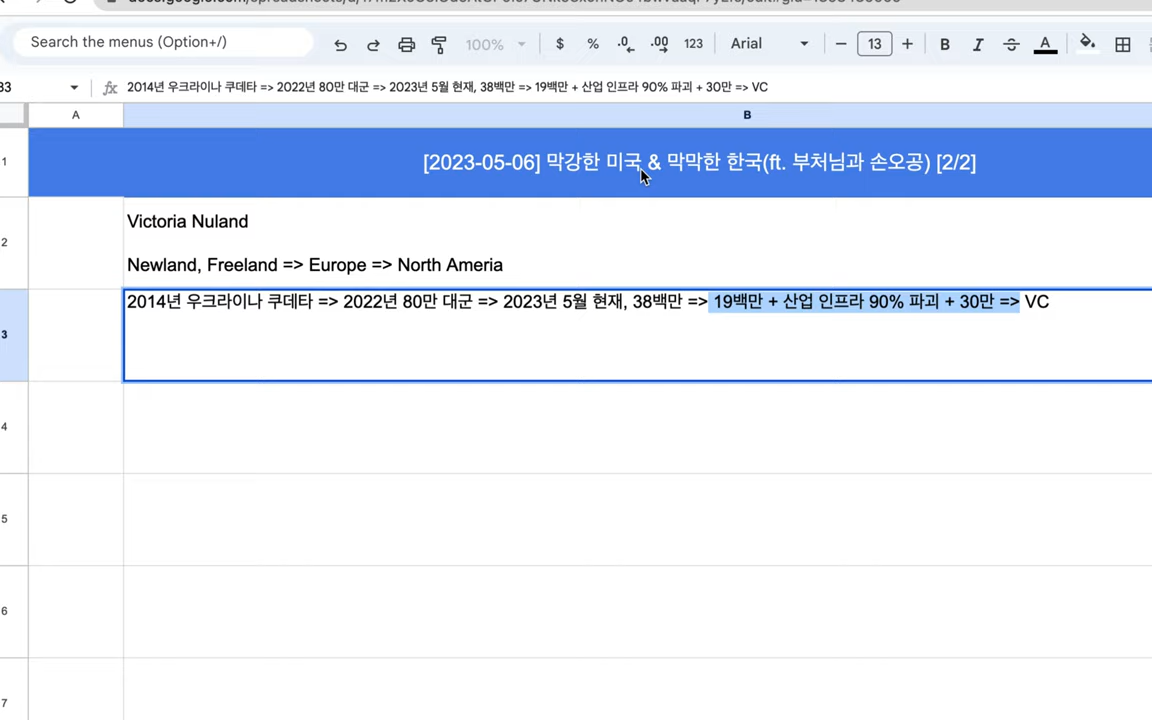 Search the menus (Option+/)
100%
$
%
.0
.00
123
Arial
13
B
I
A
2014년 우크라이나 쿠데타 => 2022년 80만 대군 => 2023년 5월 현재, 38백만 => 19백만 + 산업 인프라 90% 파괴 + 30만 => VC
A
B
1
[2023-05-06] 막강한 미국 & 막막한 한국(ft. 부처님과 손오공) [2/2]
2
Victoria Nuland
Newland, Freeland => Europe => North Ameria
3
2014년 우크라이나 쿠데타 => 2022년 80만 대군 => 2023년 5월 현재, 38백만 => 19백만 + 산업 인프라 90% 파괴 + 30만 => VC
4
5
6
7